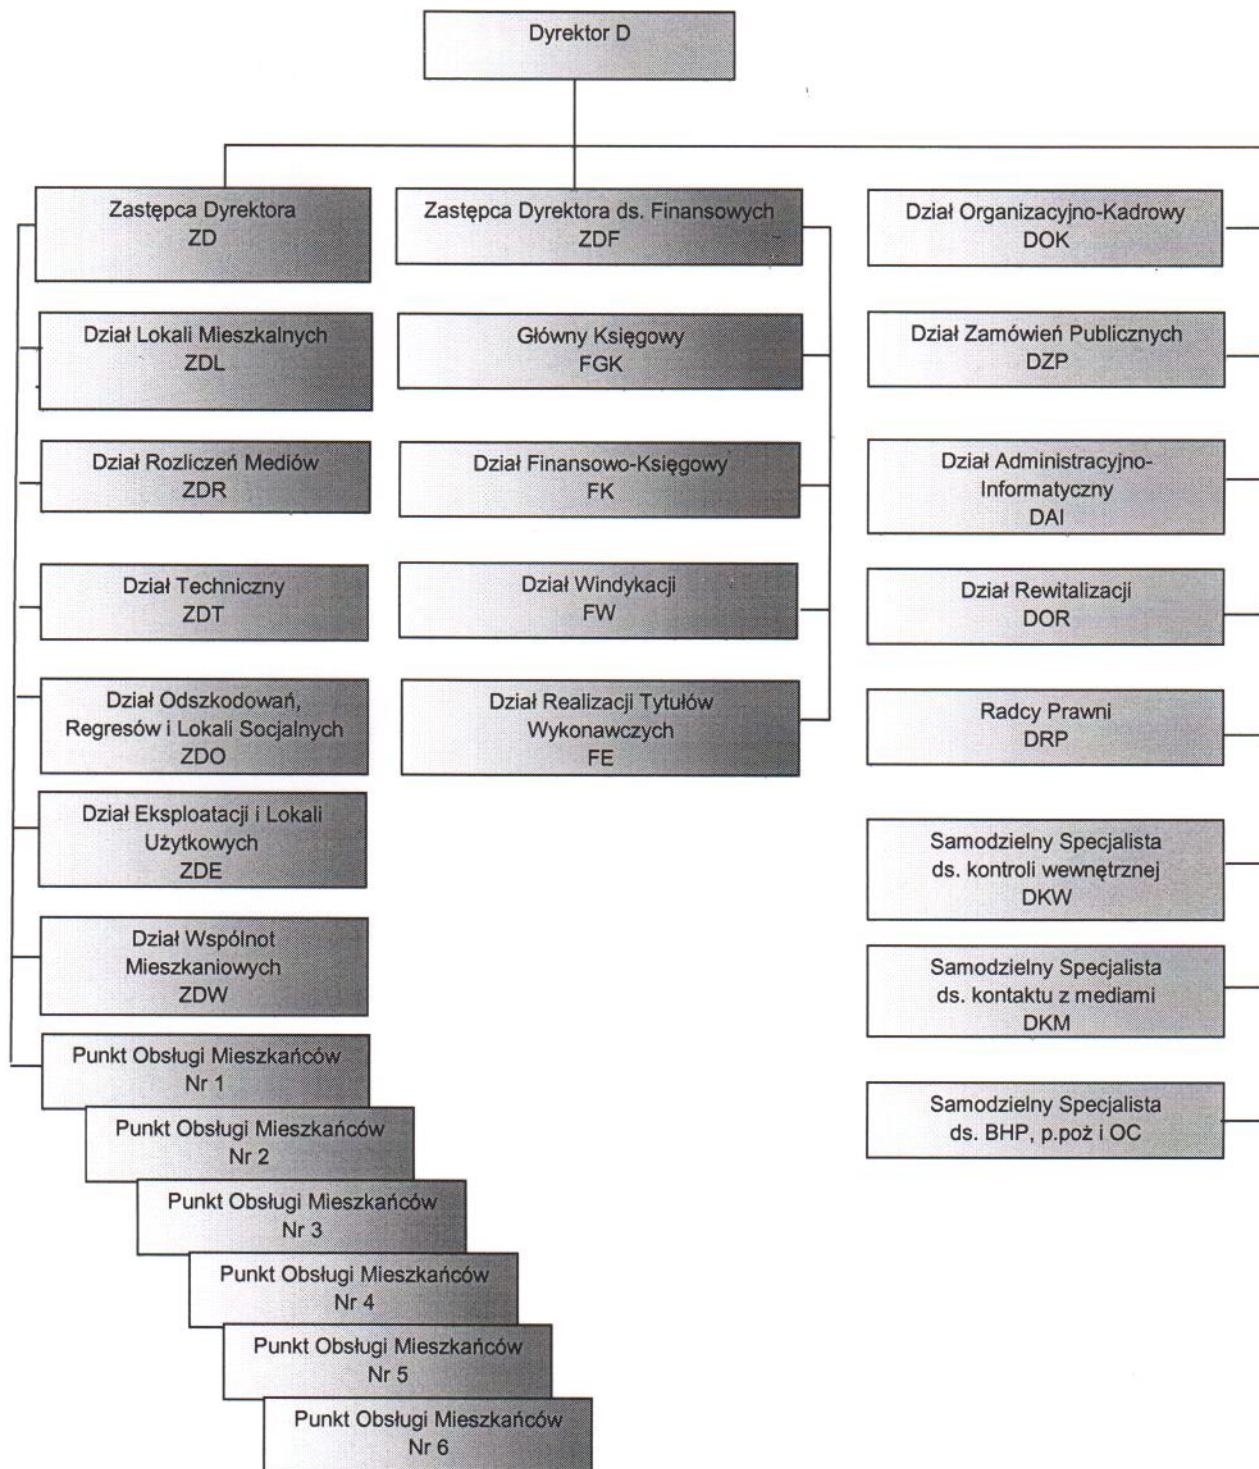 Dyrektor D
Zastępca Dyrektora
ZD
Dział Lokali Mieszkalnych
ZDL
Dział Rozliczeń Mediów
ZDR
Dział Techniczny
ZDT
Dział Odszkodowań,
Regresów i Lokali Socjalnych
ZDO
Dział Eksploatacji i Lokali
Użytkowych
ZDE
Dział Wspólnot
Mieszkaniowych
ZDW
Punkt Obsługi Mieszkańców
Nr 1
Punkt Obsługi Mieszkańców
Nr 2
Punkt Obsługi Mieszkańców
Nr 3
Punkt Obsługi Mieszkańców
Nr 4
Punkt Obsługi Mieszkańców
Nr 5
Punkt Obsługi Mieszkańców
Nr 6
Zastępca Dyrektora ds. Finansowych
ZDF
Główny Księgowy
FGK
Dział Finansowo-Księgowy
FK
Dział Windykacji
FW
Dział Realizacji Tytułów
Wykonawczych
FE
Dział Organizacyjno-Kadrowy
DOK
Dział Zamówień Publicznych
DZP
Dział Administracyjno-
Informatyczny
DAI
Dział Rewitalizacji
DOR
Radcy Prawni
DRP
Samodzielny Specjalista
ds. kontroli wewnętrznej
DKW
Samodzielny Specjalista
ds. kontaktu z mediami
DKM
Samodzielny Specjalista
ds. BHP, p.poż i OC